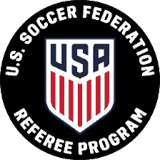 U.S. SOCCER FEDERATION
USA
REFEREE PROGRAM